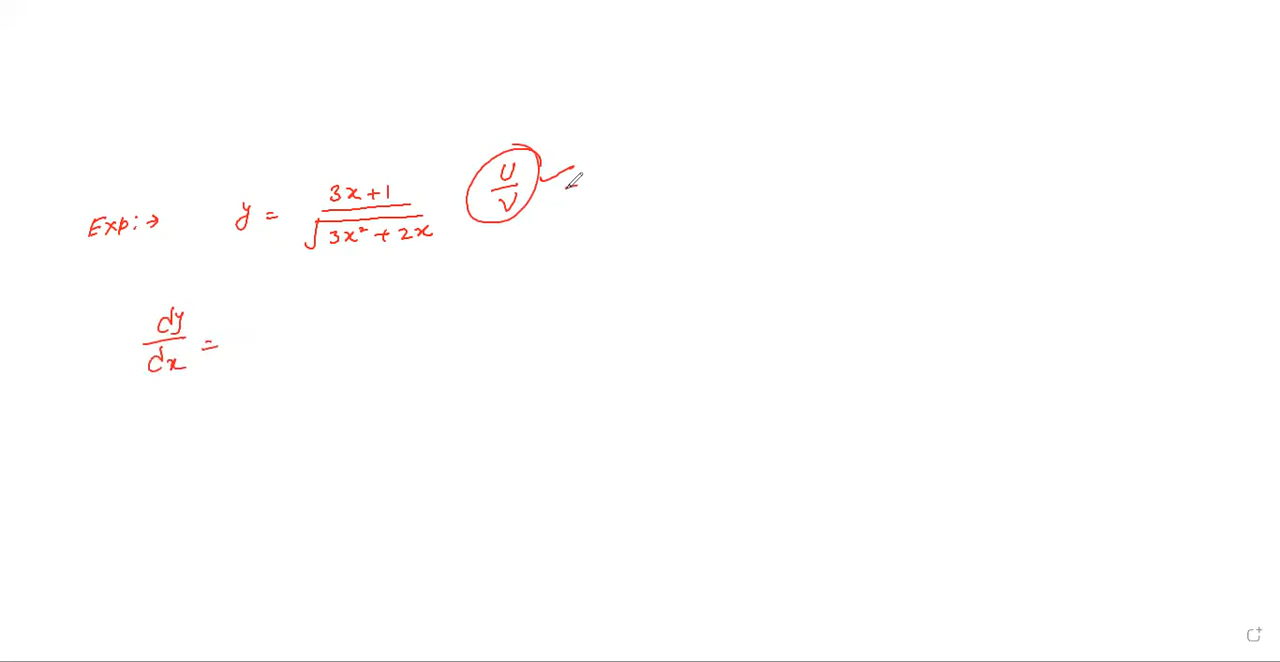 Exp:→ y = 3x+1 / √3x² + 2x U/V
dy/dx =